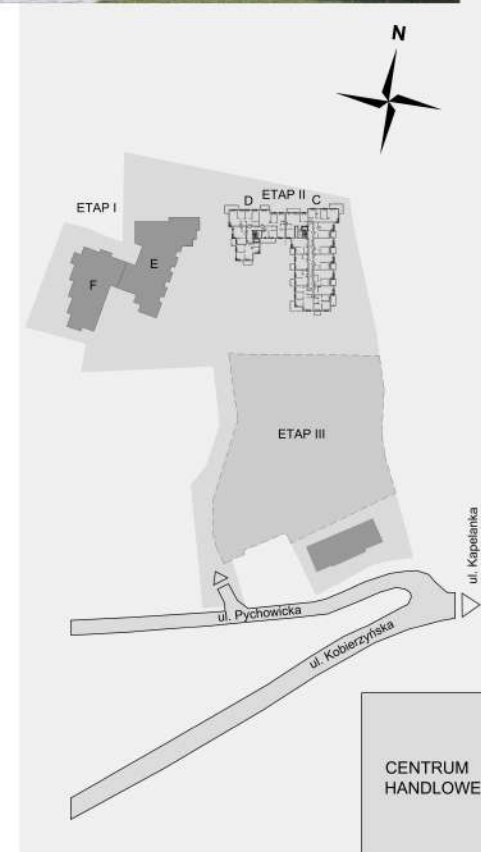 N
ETAP I
D
ETAP II
C
E
F
ETAP III
ul. Kapelanka
ul. Pychowicka
ul. Kobierzyńska
CENTRUM
HANDLOWE